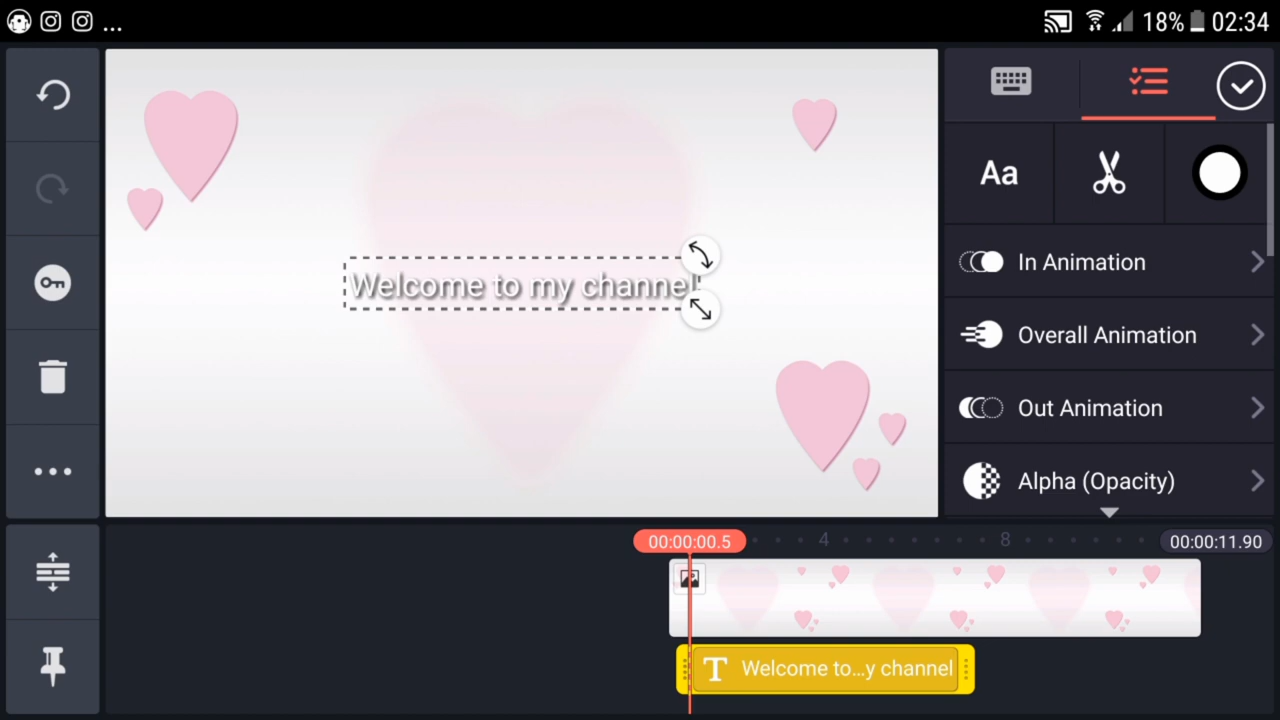 ... 18% 02:34
Welcome to my channel
Aa
In Animation
Overall Animation
Out Animation
Alpha (Opacity)
00:00:00.5 4 8 00:00:11.90
T Welcome to...y channel